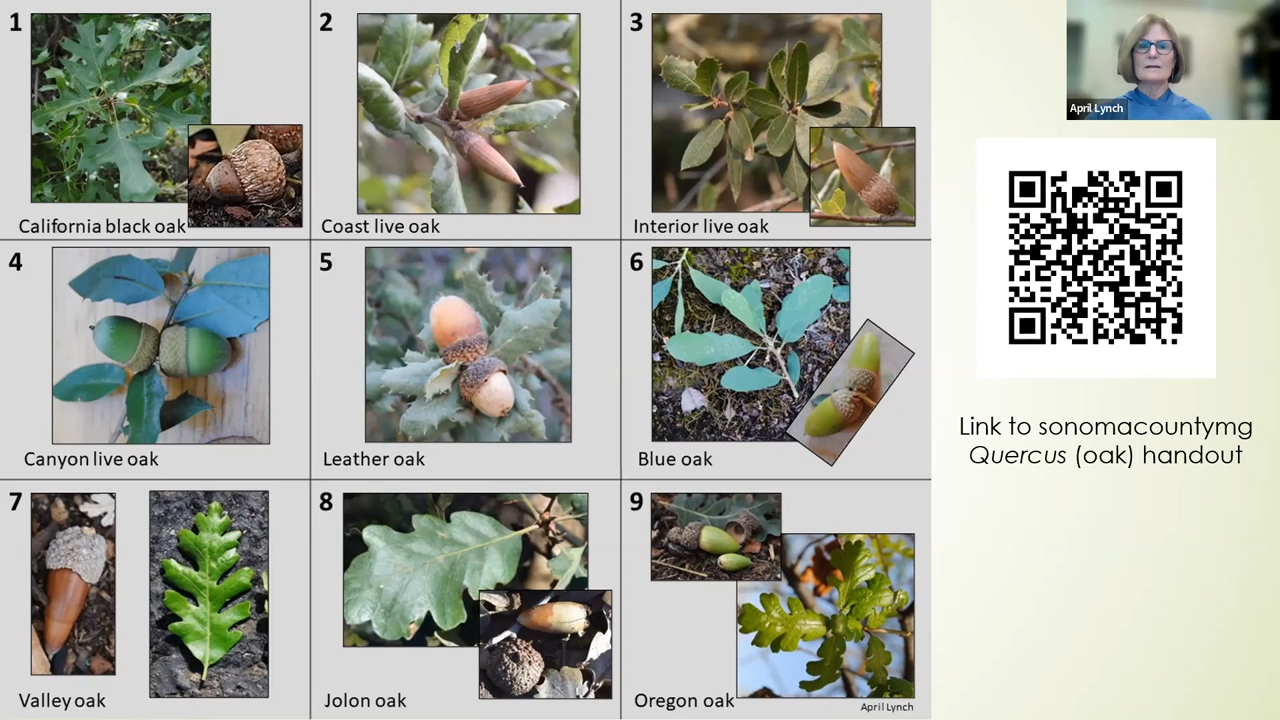 1
California black oak
2
Coast live oak
3
Interior live oak
4
Canyon live oak
5
Leather oak
6
Blue oak
7
Valley oak
8
Jolon oak
9
Oregon oak
April Lynch
April Lynch
Link to sonomacountymg
Quercus (oak) handout